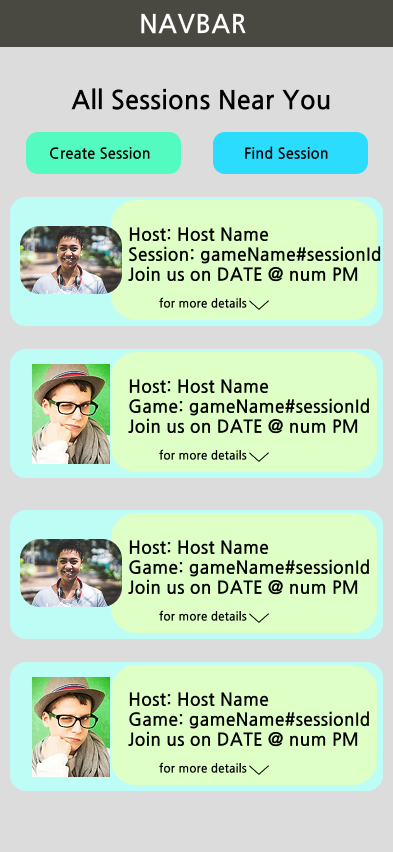 NAVBAR
All Sessions Near You
Create Session
Find Session
Host: Host Name
Session: gameName#sessionId
Join us on DATE @ num PM
for more details
Host: Host Name
Game: gameName#sessionId
Join us on DATE @ num PM
for more details
Host: Host Name
Game: gameName#sessionId
Join us on DATE @ num PM
for more details
Host: Host Name
Game: gameName#sessionId
Join us on DATE @ num PM
for more details